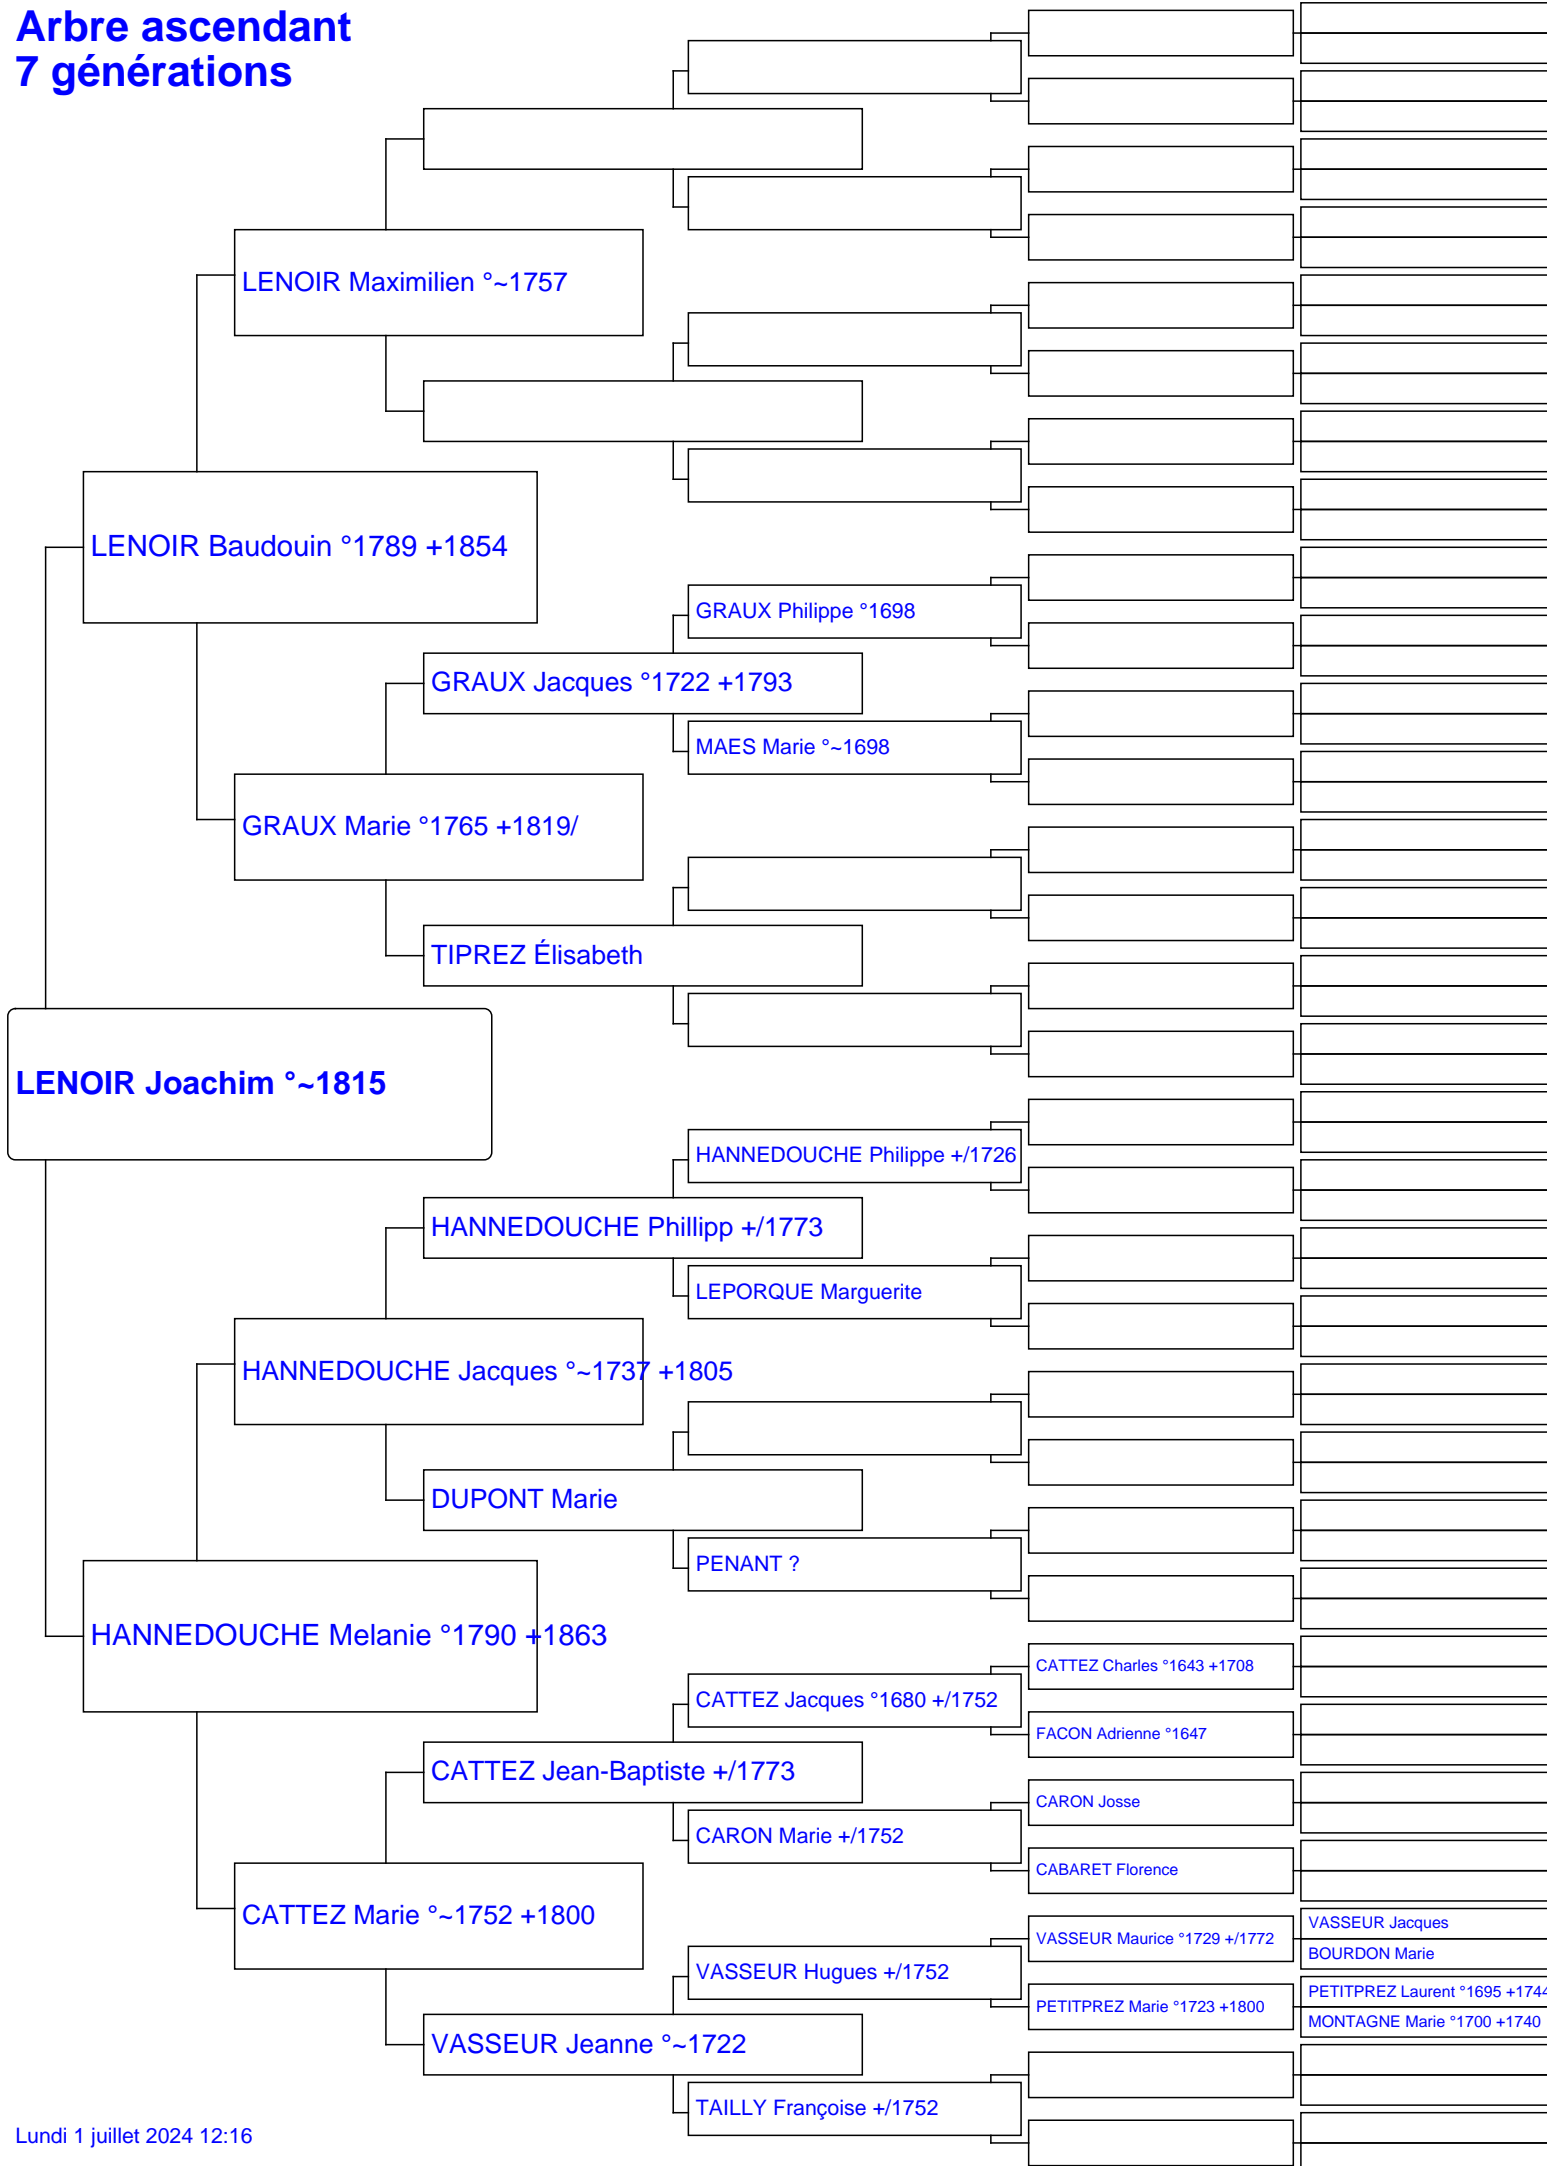 Arbre ascendant
7 générations
LENOIR Maximilien °~1757
LENOIR Baudouin °1789 +1854
GRAUX Philippe °1698
GRAUX Jacques °1722 +1793
MAES Marie °~1698
GRAUX Marie °1765 +1819/
TIPREZ Élisabeth
LENOIR Joachim °~1815
HANNEDOUCHE Philippe +/1726
HANNEDOUCHE Phillipp +/1773
LEPORQUE Marguerite
HANNEDOUCHE Jacques °~1737 +1805
DUPONT Marie
PENANT ?
HANNEDOUCHE Melanie °1790 +1863
CATTEZ Charles °1643 +1708
CATTEZ Jacques °1680 +/1752
FACON Adrienne °1647
CATTEZ Jean-Baptiste +/1773
CARON Josse
CARON Marie +/1752
CABARET Florence
CATTEZ Marie °~1752 +1800
VASSEUR Jacques
VASSEUR Maurice °1729 +/1772
BOURDON Marie
VASSEUR Hugues +/1752
PETITPREZ Laurent °1695 +1744
PETITPREZ Marie °1723 +1800
MONTAGNE Marie °1700 +1740
VASSEUR Jeanne °~1722
TAILLY Françoise +/1752
Lundi 1 juillet 2024 12:16